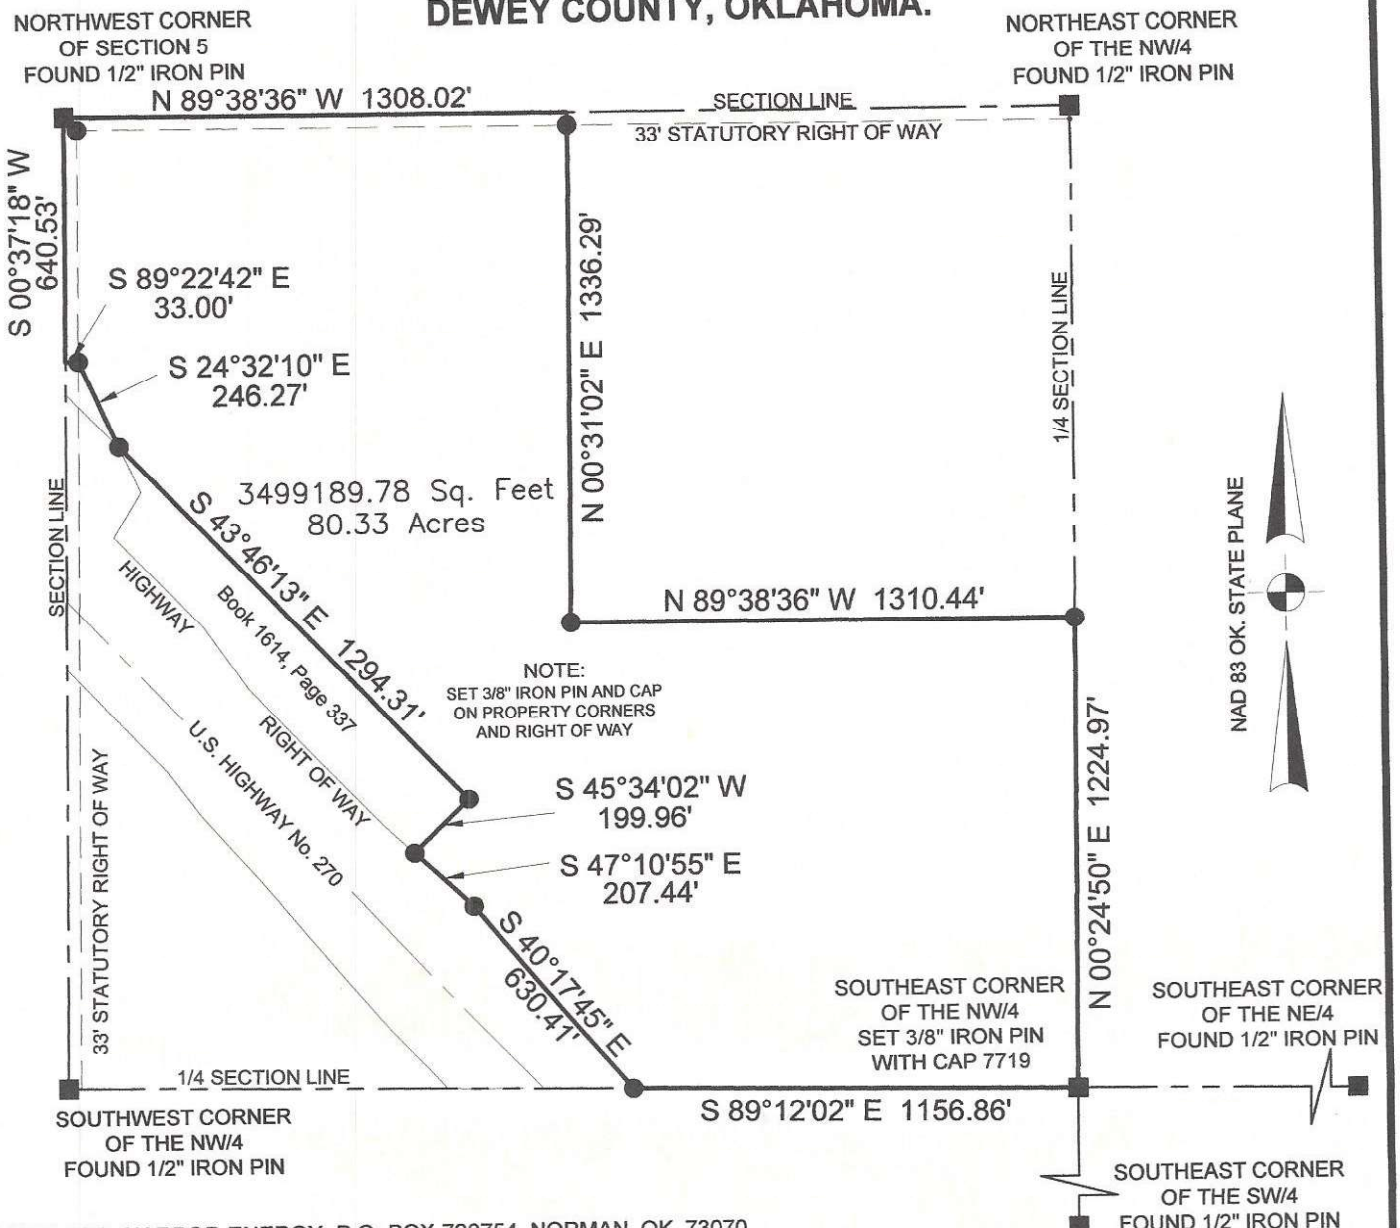 DEWEY COUNTY, OKLAHOMA.
NORTHWEST CORNER
OF SECTION 5
FOUND 1/2" IRON PIN
NORTHEAST CORNER
OF THE NW/4
FOUND 1/2" IRON PIN
N 89°38'36" W 1308.02'
SECTION LINE
33' STATUTORY RIGHT OF WAY
S 00°37'18" W
640.53'
S 89°22'42" E
33.00'
S 24°32'10" E
246.27'
N 00°31'02" E 1336.29'
1/4 SECTION LINE
3499189.78 Sq. Feet
80.33 Acres
SECTION LINE
S 43°46'13" E 1294.31'
Book 1614, Page 337
HIGHWAY
RIGHT OF WAY
U.S. HIGHWAY No. 270
N 89°38'36" W 1310.44'
NAD 83 OK. STATE PLANE
NOTE:
SET 3/8" IRON PIN AND CAP
ON PROPERTY CORNERS
AND RIGHT OF WAY
33' STATUTORY RIGHT OF WAY
S 45°34'02" W
199.96'
S 47°10'55" E
207.44'
S 40°17'45" E
630.41'
N 00°24'50" E 1224.97'
SOUTHEAST CORNER
OF THE NW/4
SET 3/8" IRON PIN
WITH CAP 7719
SOUTHEAST CORNER
OF THE NE/4
FOUND 1/2" IRON PIN
1/4 SECTION LINE
S 89°12'02" E 1156.86'
SOUTHWEST CORNER
OF THE NW/4
FOUND 1/2" IRON PIN
SOUTHEAST CORNER
OF THE SW/4
FOUND 1/2" IRON PIN
ENERGY, P.O. BOX NORMAN, OK. 73070